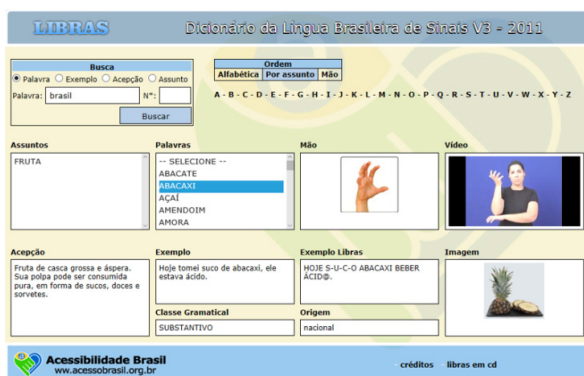 LIBRAS
Dicionário da Língua Brasileira de Sinais V3 - 2011
Busca
Palavra Exemplo Acepção Assunto
Palavra: brasil Nº:
Buscar
Ordem
Alfabética Por assunto Mão
A - B - C - D - E - F - G - H - I - J - K - L - M - N - O - P - Q - R - S - T - U - V - W - X - Y - Z
Assuntos
FRUTA
Palavras
-- SELECIONE --
ABACATE
ABACAXI
AÇAÍ
AMENDOIM
AMORA
Mão
Vídeo
Acepção
Fruta de casca grossa e áspera.
Sua polpa pode ser consumida
pura, em forma de sucos, doces e
sorvetes.
Exemplo
Hoje tomei suco de abacaxi, ele
estava ácido.
Classe Gramatical
SUBSTANTIVO
Exemplo Libras
HOJE S-U-C-O ABACAXI BEBER
ÁCID@.
Origem
nacional
Imagem
Acessibilidade Brasil
www.acessobrasil.org.br
créditos libras em cd